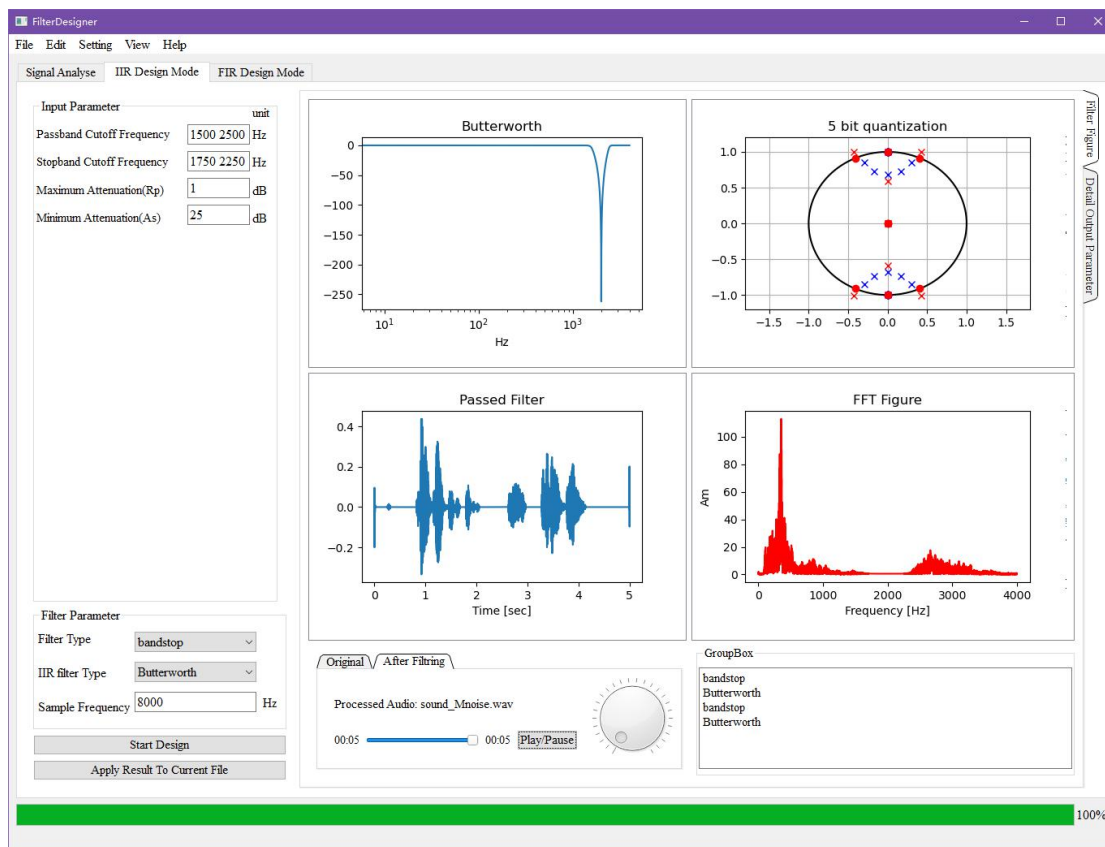 FilterDesigner
File Edit Setting View Help
Signal Analyse IIR Design Mode FIR Design Mode
Input Parameter
unit
Passband Cutoff Frequency 1500 2500 Hz
Stopband Cutoff Frequency 1750 2250 Hz
Maximum Attenuation(Rp) 1 dB
Minimum Attenuation(As) 25 dB
Filter Parameter
Filter Type bandstop
IIR filter Type Butterworth
Sample Frequency 8000 Hz
Start Design
Apply Result To Current File
Butterworth
0
−50
−100
−150
−200
−250
10¹ 10² 10³
Hz
5 bit quantization
1.0
0.5
0.0
−0.5
−1.0
−1.5 −1.0 −0.5 0.0 0.5 1.0 1.5
Passed Filter
0.4
0.2
0.0
−0.2
0 1 2 3 4 5
Time [sec]
FFT Figure
Am
100
80
60
40
20
0
0 1000 2000 3000 4000
Frequency [Hz]
Filter Figure
Detail Output Parameter
Original After Filtring
Processed Audio: sound_Mnoise.wav
00:05 00:05 Play/Pause
GroupBox
bandstop
Butterworth
bandstop
Butterworth
100%